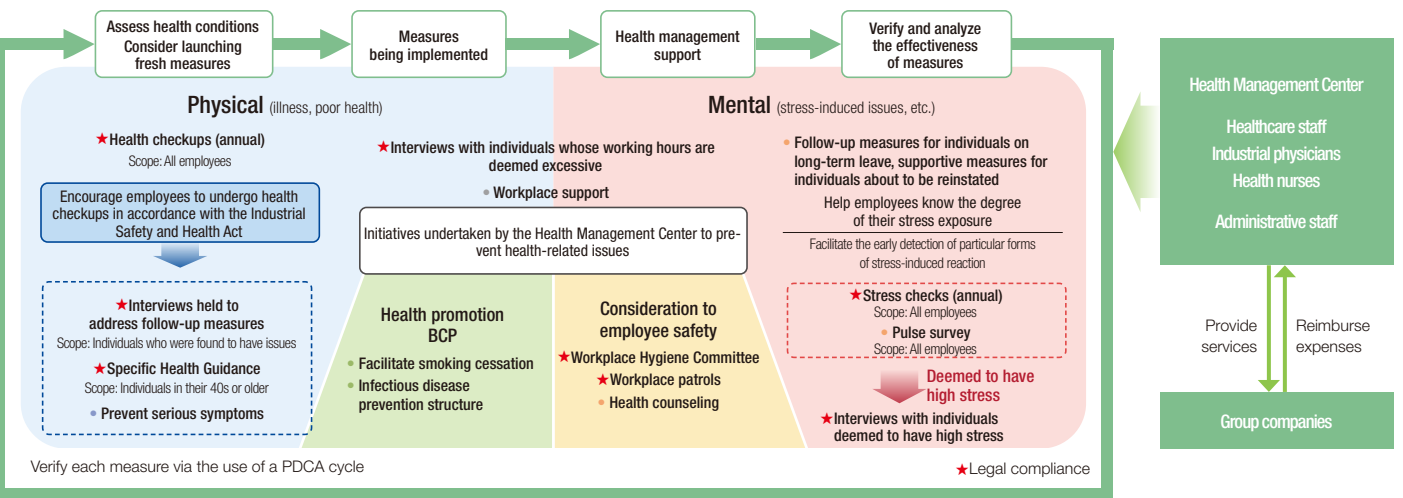 Assess health conditions
Consider launching
fresh measures
Measures
being implemented
Health management
support
Verify and analyze
the effectiveness
of measures
Physical (illness, poor health)
★Health checkups (annual)
Scope: All employees
Encourage employees to undergo health
checkups in accordance with the Industrial
Safety and Health Act
★Interviews held to
address follow-up measures
Scope: Individuals who were found to have issues
★Specific Health Guidance
Scope: Individuals in their 40s or older
• Prevent serious symptoms
★Interviews with individuals whose working hours are
deemed excessive
• Workplace support
Initiatives undertaken by the Health Management Center to pre-
vent health-related issues
Health promotion
BCP
• Facilitate smoking cessation
• Infectious disease
prevention structure
Consideration to
employee safety
★Workplace Hygiene Committee
★Workplace patrols
• Health counseling
Mental (stress-induced issues, etc.)
• Follow-up measures for individuals on
long-term leave, supportive measures for
individuals about to be reinstated
Help employees know the degree
of their stress exposure
Facilitate the early detection of particular forms
of stress-induced reaction
★Stress checks (annual)
Scope: All employees
• Pulse survey
Scope: All employees
Deemed to have
high stress
★Interviews with individuals
deemed to have high stress
Verify each measure via the use of a PDCA cycle
★Legal compliance
Health Management Center
Healthcare staff
Industrial physicians
Health nurses
Administrative staff
Provide
services
Reimburse
expenses
Group companies